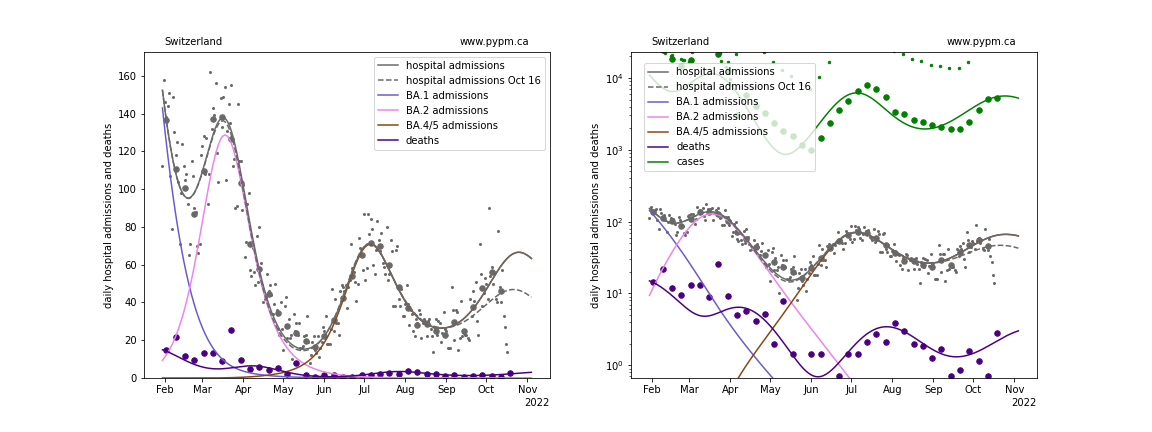 Switzerland www.pypm.ca
daily hospital admissions and deaths
160
140
120
100
80
60
40
20
0
hospital admissions
hospital admissions Oct 16
BA.1 admissions
BA.2 admissions
BA.4/5 admissions
deaths
Feb Mar Apr May Jun Jul Aug Sep Oct Nov
2022
Switzerland www.pypm.ca
daily hospital admissions and deaths
10⁴
10³
10²
10¹
10⁰
hospital admissions
hospital admissions Oct 16
BA.1 admissions
BA.2 admissions
BA.4/5 admissions
deaths
cases
Feb Mar Apr May Jun Jul Aug Sep Oct Nov
2022